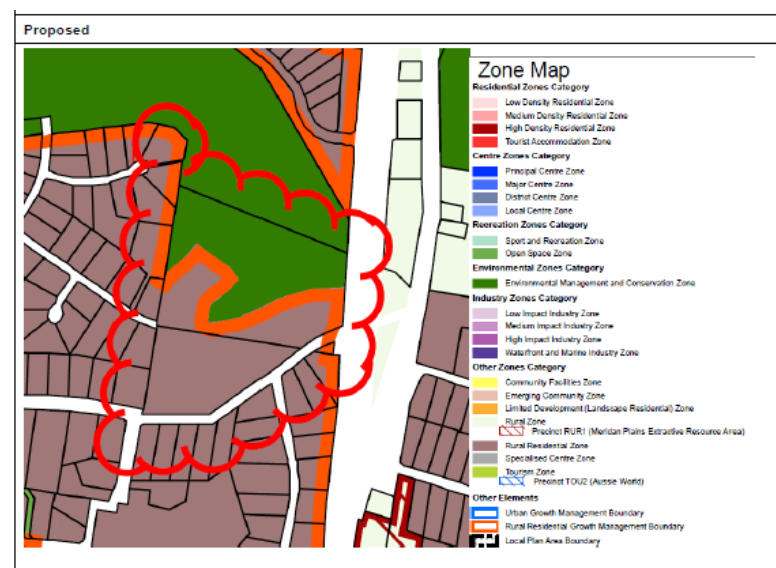 Proposed
Zone Map
Residential Zones Category
Low Density Residential Zone
Medium Density Residential Zone
High Density Residential Zone
Tourist Accommodation Zone
Centre Zones Category
Principal Centre Zone
Major Centre Zone
District Centre Zone
Local Centre Zone
Recreation Zones Category
Sport and Recreation Zone
Open Space Zone
Environmental Zones Category
Environmental Management and Conservation Zone
Industry Zones Category
Low Impact Industry Zone
Medium Impact Industry Zone
High Impact Industry Zone
Waterfront and Marine Industry Zone
Other Zones Category
Community Facilities Zone
Emerging Community Zone
Limited Development (Landscape Residential) Zone
Rural Zone
Precinct RUR1 (Meridan Plains Extractive Resource Area)
Rural Residential Zone
Specialised Centre Zone
Tourism Zone
Precinct TOU2 (Aussie World)
Other Elements
Urban Growth Management Boundary
Rural Residential Growth Management Boundary
Local Plan Area Boundary